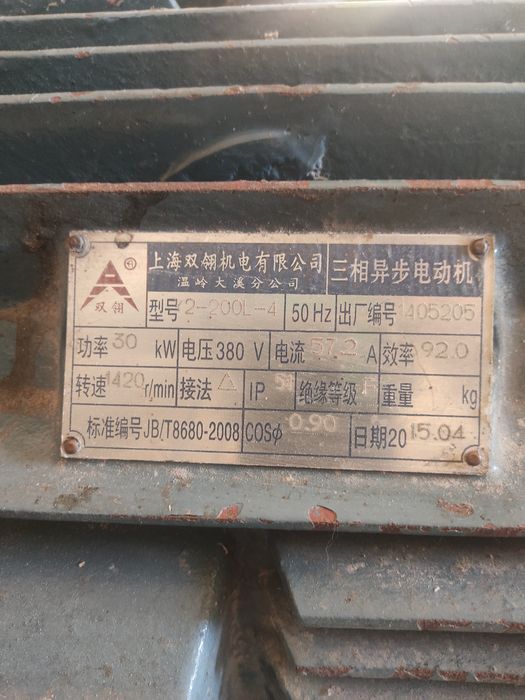 双翎 ®
上海双翎机电有限公司
温岭大溪分公司
三相异步电动机
型号 2-200L-4 50Hz 出厂编号 1405205
功率 30 kW 电压 380 V 电流 57.2 A 效率 92.0
转速 1420 r/min 接法 △ IP 绝缘等级 F 重量 kg
标准编号 JB/T8680-2008 COSφ 0.90 日期 2015.04